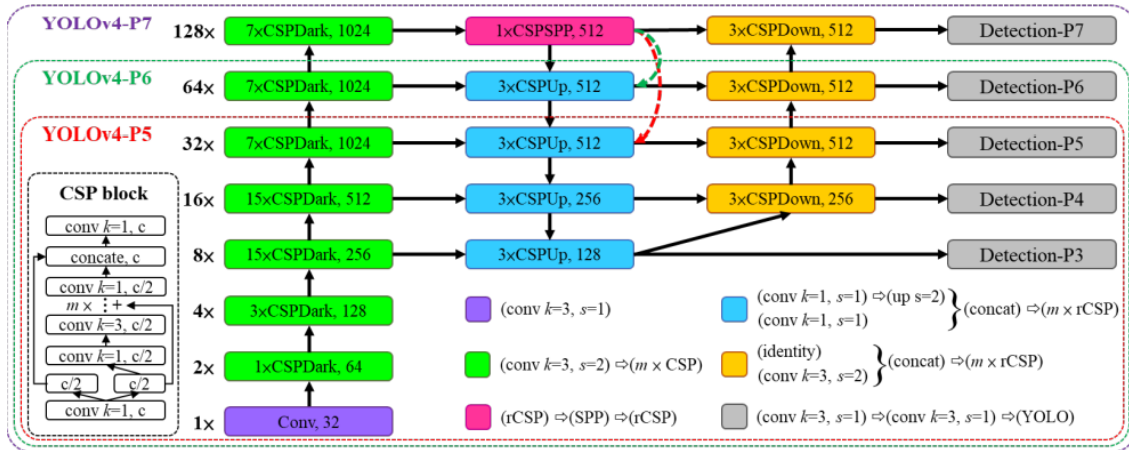 YOLOv4-P7 128× 7×CSPDark, 1024 1×CSPSPP, 512 3×CSPDown, 512 Detection-P7
YOLOv4-P6 64× 7×CSPDark, 1024 3×CSPUp, 512 3×CSPDown, 512 Detection-P6
YOLOv4-P5 32× 7×CSPDark, 1024 3×CSPUp, 512 3×CSPDown, 512 Detection-P5
16× 15×CSPDark, 512 3×CSPUp, 256 3×CSPDown, 256 Detection-P4
8× 15×CSPDark, 256 3×CSPUp, 128 Detection-P3
4× 3×CSPDark, 128
2× 1×CSPDark, 64
1× Conv, 32
CSP block
conv k=1, c
concate, c
conv k=1, c/2
m × ⋮ +
conv k=3, c/2
conv k=1, c/2
c/2 c/2
conv k=1, c
(conv k=3, s=1)
(conv k=3, s=2) ⇨(m × CSP)
(rCSP) ⇨(SPP) ⇨(rCSP)
(conv k=1, s=1) ⇨(up s=2)
(conv k=1, s=1) } (concat) ⇨(m × rCSP)
(identity)
(conv k=3, s=2) } (concat) ⇨(m × rCSP)
(conv k=3, s=1) ⇨(conv k=3, s=1) ⇨(YOLO)